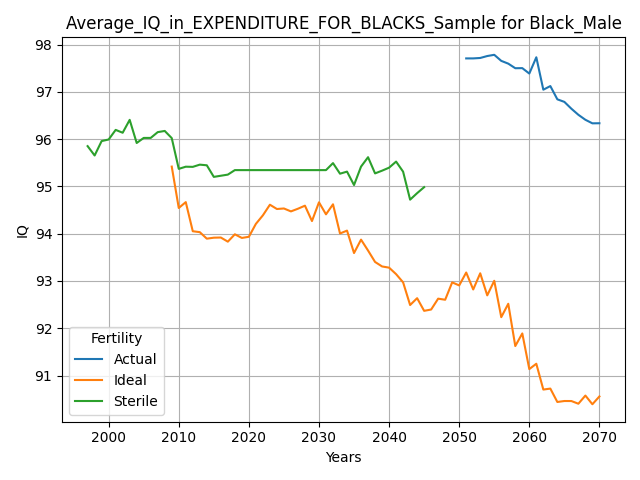 Average_IQ_in_EXPENDITURE_FOR_BLACKS_Sample for Black_Male
98
97
96
95
94
93
92
91
IQ
Fertility
Actual
Ideal
Sterile
2000 2010 2020 2030 2040 2050 2060 2070
Years